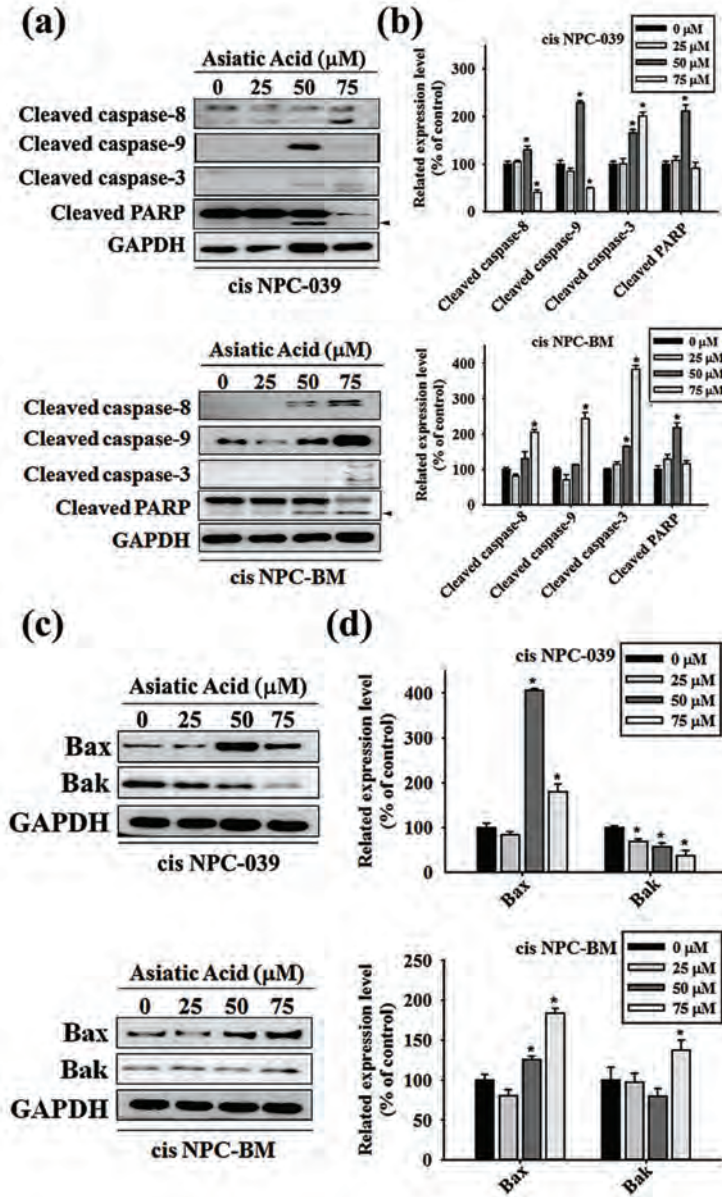 (a)
Asiatic Acid (μM)
0 25 50 75
Cleaved caspase-8
Cleaved caspase-9
Cleaved caspase-3
Cleaved PARP
GAPDH
cis NPC-039
Asiatic Acid (μM)
0 25 50 75
Cleaved caspase-8
Cleaved caspase-9
Cleaved caspase-3
Cleaved PARP
GAPDH
cis NPC-BM
(b)
cis NPC-039
0 μM
25 μM
50 μM
75 μM
Related expression level
(% of control)
300
200
100
0
* * * * * * *
Cleaved caspase-8
Cleaved caspase-9
Cleaved caspase-3
Cleaved PARP
cis NPC-BM
0 μM
25 μM
50 μM
75 μM
Related expression level
(% of control)
400
300
200
100
0
* * * * *
Cleaved caspase-8
Cleaved caspase-9
Cleaved caspase-3
Cleaved PARP
(c)
Asiatic Acid (μM)
0 25 50 75
Bax
Bak
GAPDH
cis NPC-039
Asiatic Acid (μM)
0 25 50 75
Bax
Bak
GAPDH
cis NPC-BM
(d)
cis NPC-039
0 μM
25 μM
50 μM
75 μM
Related expression level
(% of control)
400
300
200
100
0
* * * * *
Bax
Bak
cis NPC-BM
0 μM
25 μM
50 μM
75 μM
Related expression level
(% of control)
250
200
150
100
50
0
* * *
Bax
Bak